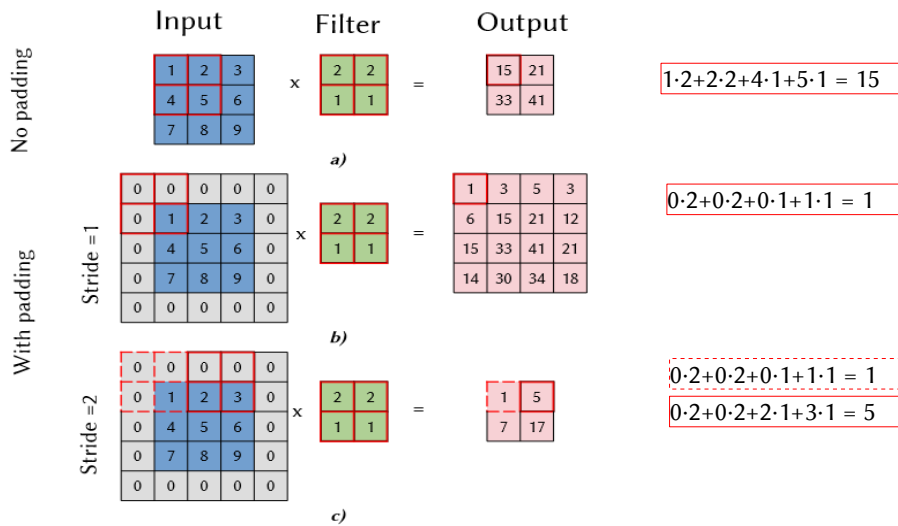 Input Filter Output
No padding
1 2 3
4 5 6
7 8 9
x
2 2
1 1
=
15 21
33 41
1·2+2·2+4·1+5·1 = 15
a)
With padding
Stride =1
0 0 0 0 0
0 1 2 3 0
0 4 5 6 0
0 7 8 9 0
0 0 0 0 0
x
2 2
1 1
=
1 3 5 3
6 15 21 12
15 33 41 21
14 30 34 18
0·2+0·2+0·1+1·1 = 1
b)
Stride =2
0 0 0 0 0
0 1 2 3 0
0 4 5 6 0
0 7 8 9 0
0 0 0 0 0
x
2 2
1 1
=
1 5
7 17
0·2+0·2+0·1+1·1 = 1
0·2+0·2+2·1+3·1 = 5
c)